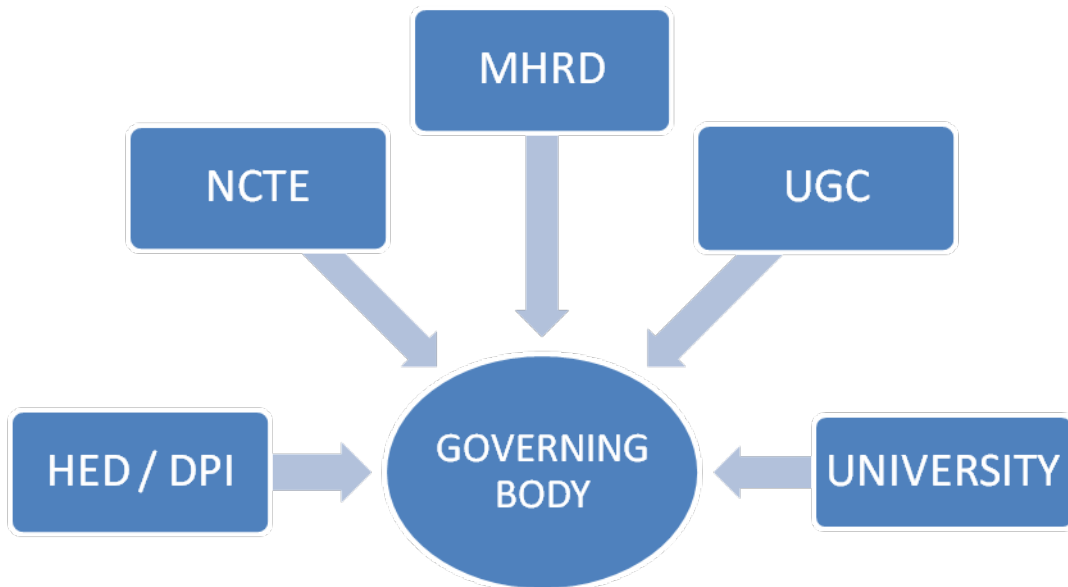 MHRD
NCTE
UGC
HED / DPI
GOVERNING
BODY
UNIVERSITY